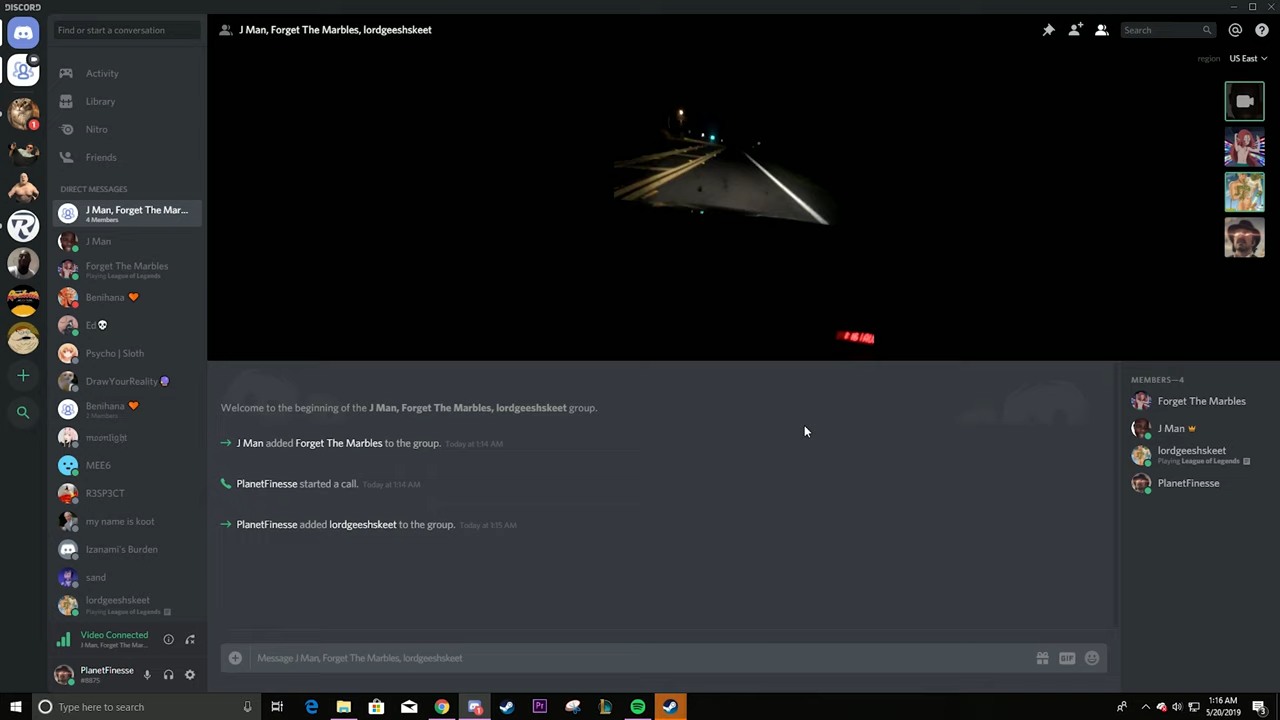 DISCORD
Find or start a conversation
J Man, Forget The Marbles, lordgeeshskeet
Search
region US East
Activity
Library
Nitro
Friends
DIRECT MESSAGES
J Man, Forget The Mar...
4 Members
J Man
Forget The Marbles
Playing League of Legends
Benihana
Ed
Psycho | Sloth
DrawYourReality
Benihana
2 Members
moonlight
MEE6
R3SP3CT
my name is koot
Izanami's Burden
sand
lordgeeshskeet
Playing League of Legends
Video Connected
J Man, Forget The Mar...
PlanetFinesse
#8875
Welcome to the beginning of the J Man, Forget The Marbles, lordgeeshskeet group.
J Man added Forget The Marbles to the group. Today at 1:14 AM
PlanetFinesse started a call. Today at 1:14 AM
PlanetFinesse added lordgeeshskeet to the group. Today at 1:15 AM
Message J Man, Forget The Marbles, lordgeeshskeet
GIF
MEMBERS—4
Forget The Marbles
J Man
lordgeeshskeet
Playing League of Legends
PlanetFinesse
1
Type here to search
Pr
1:16 AM
5/20/2019
3